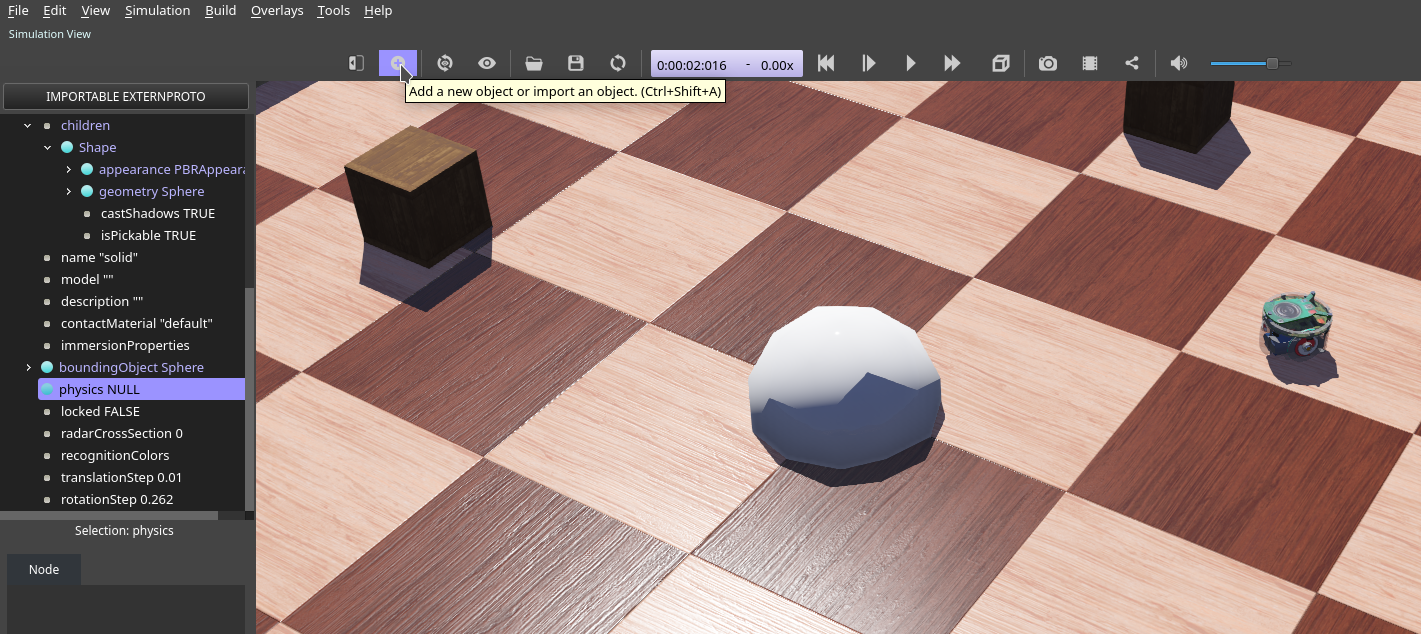 File Edit View Simulation Build Overlays Tools Help
Simulation View
0:00:02:016 - 0.00x
Add a new object or import an object. (Ctrl+Shift+A)
IMPORTABLE EXTERNPROTO
children
Shape
appearance PBRAppear
geometry Sphere
castShadows TRUE
isPickable TRUE
name "solid"
model ""
description ""
contactMaterial "default"
immersionProperties
boundingObject Sphere
physics NULL
locked FALSE
radarCrossSection 0
recognitionColors
translationStep 0.01
rotationStep 0.262
Selection: physics
Node